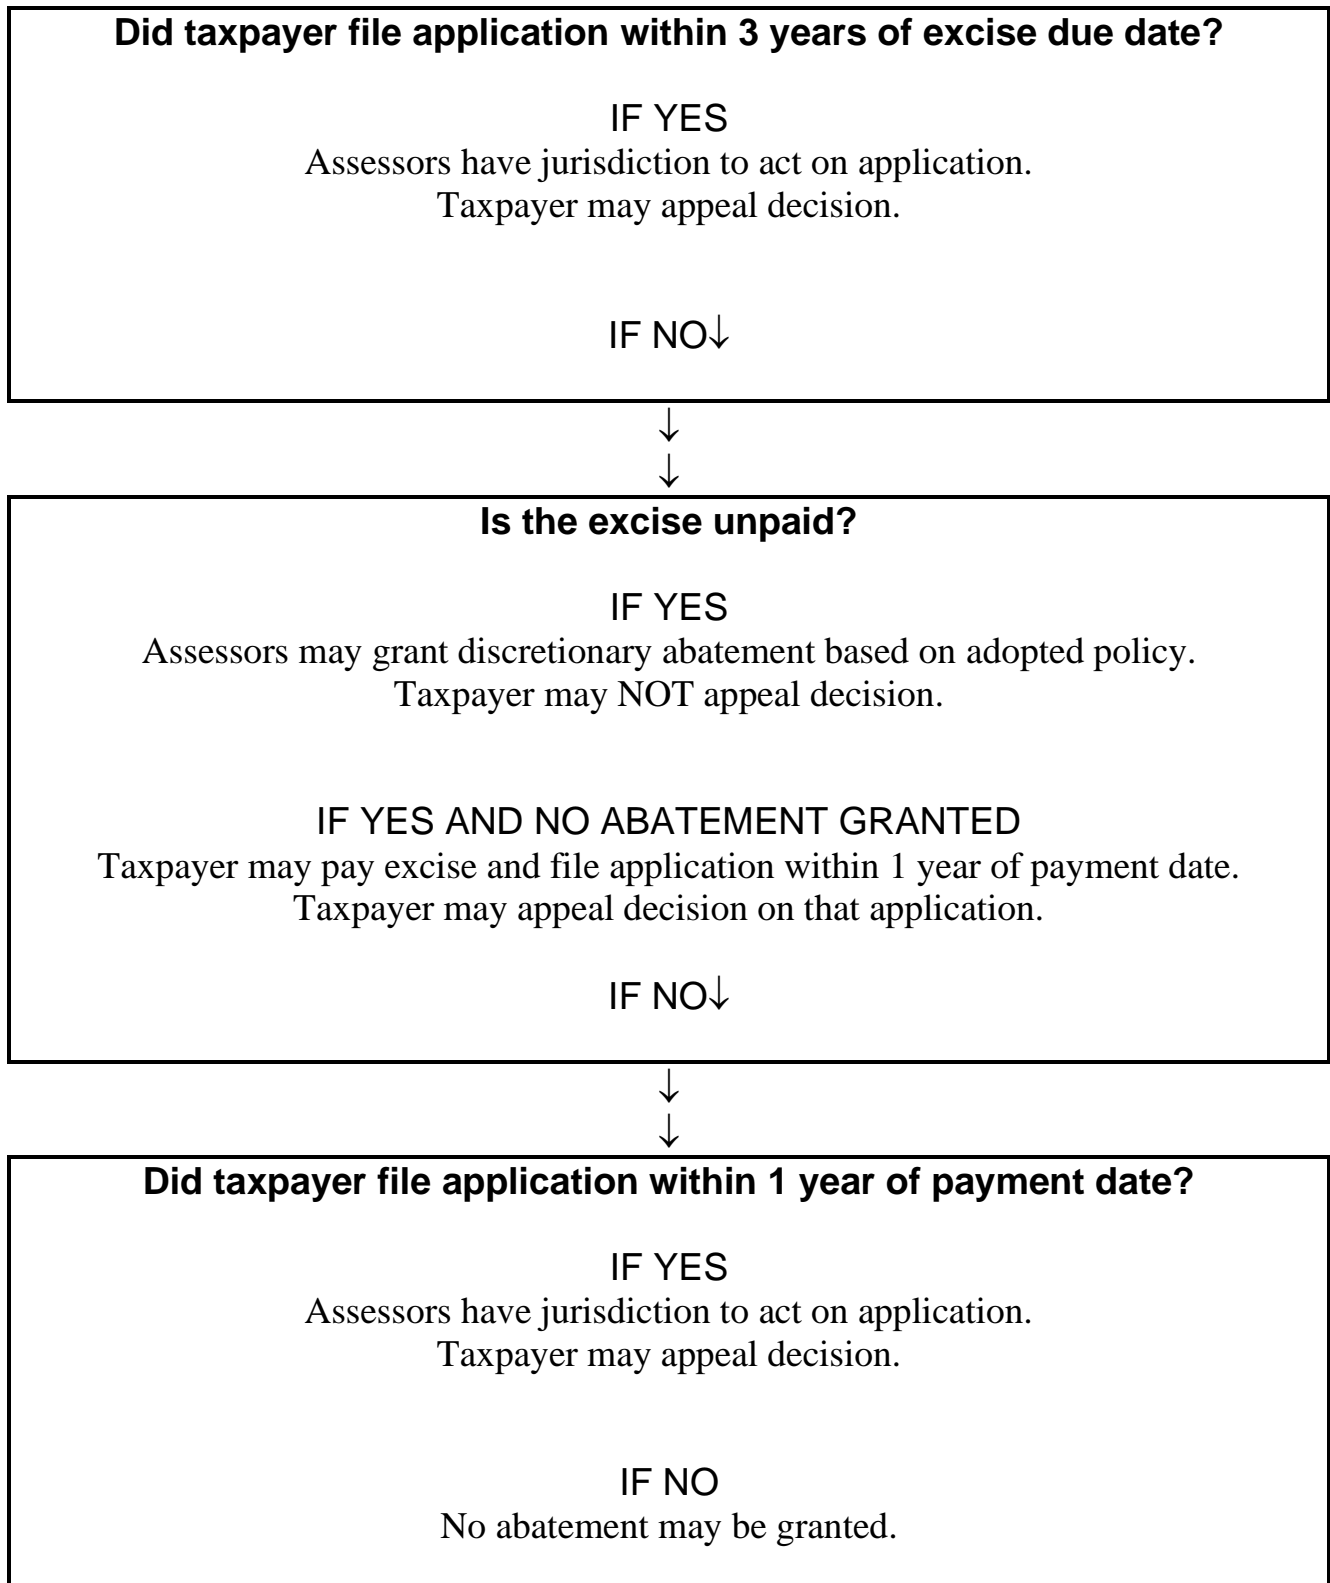 Did taxpayer file application within 3 years of excise due date?
IF YES
Assessors have jurisdiction to act on application.
Taxpayer may appeal decision.
IF NO↓
↓
↓
Is the excise unpaid?
IF YES
Assessors may grant discretionary abatement based on adopted policy.
Taxpayer may NOT appeal decision.
IF YES AND NO ABATEMENT GRANTED
Taxpayer may pay excise and file application within 1 year of payment date.
Taxpayer may appeal decision on that application.
IF NO↓
↓
↓
Did taxpayer file application within 1 year of payment date?
IF YES
Assessors have jurisdiction to act on application.
Taxpayer may appeal decision.
IF NO
No abatement may be granted.